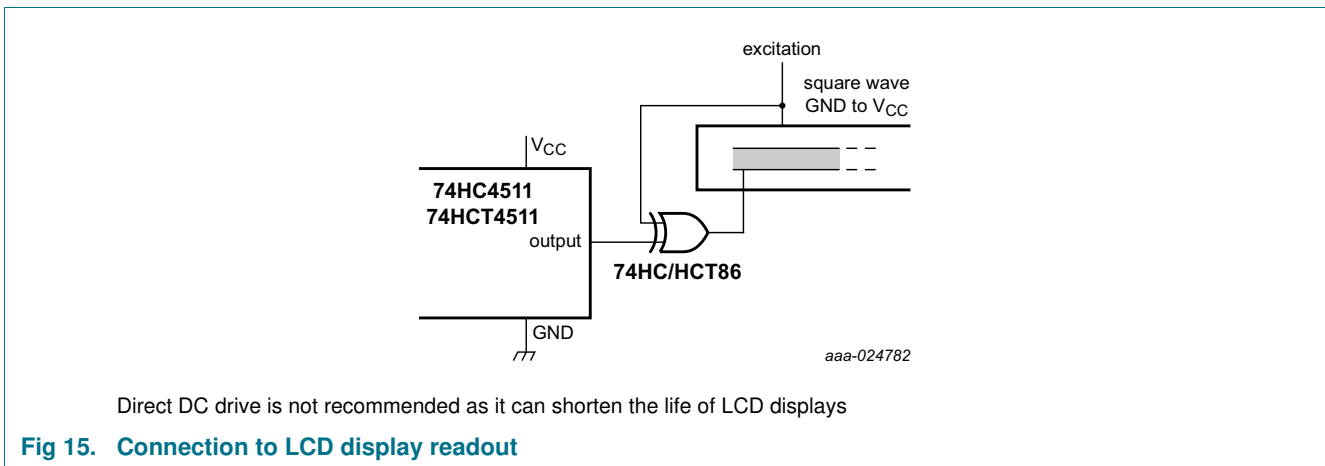 excitation
square wave
GND to VCC
VCC
74HC4511
74HCT4511
output
74HC/HCT86
GND
aaa-024782
Direct DC drive is not recommended as it can shorten the life of LCD displays
Fig 15. Connection to LCD display readout